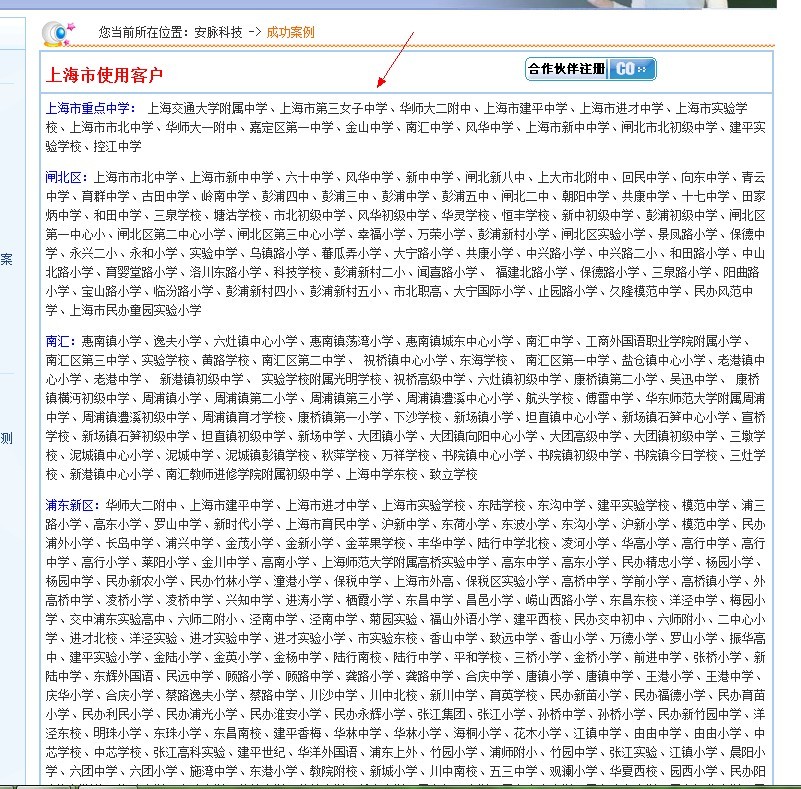 您当前所在位置：安脉科技 -> 成功案例
上海市使用客户
合作伙伴注册 GO
上海市重点中学： 上海交通大学附属中学、上海市第三女子中学、华师大二附中、上海市建平中学、上海市进才中学、上海市实验学
校、上海市市北中学、华师大一附中、嘉定区第一中学、金山中学、南汇中学、风华中学、上海市新中中学、闸北市北初级中学、建平实
验学校、控江中学
闸北区：上海市市北中学、上海市新中中学、六十中学、风华中学、新中中学、闸北新八中、上大市北附中、回民中学、向东中学、青云
中学、育群中学、古田中学、岭南中学、彭浦四中、彭浦三中、彭浦中学、彭浦五中、闸北二中、朝阳中学、共康中学、十七中学、田家
炳中学、和田中学、三泉学校、塘沽学校、市北初级中学、风华初级中学、华灵学校、恒丰学校、新中初级中学、彭浦初级中学、闸北区
第一中心小、闸北区第二中心小学、闸北区第三中心小学、幸福小学、万荣小学、彭浦新村小学、闸北区实验小学、景凤路小学、保德中
学、永兴二小、永和小学、实验中学、乌镇路小学、蕃瓜弄小学、大宁路小学、共康小学、中兴路小学、中兴路二小、和田路小学、中山
北路小学、育婴堂路小学、洛川东路小学、科技学校、彭浦新村二小、闻喜路小学、 福建北路小学、保德路小学、三泉路小学、阳曲路
小学、宝山路小学、临汾路小学、彭浦新村四小、彭浦新村五小、市北职高、大宁国际小学、止园路小学、久隆模范中学、民办风范中
学、上海市民办童园实验小学
南汇：惠南镇小学、逸夫小学、六灶镇中心小学、惠南镇荡湾小学、惠南镇城东中心小学、南汇中学、工商外国语职业学院附属小学、
南汇区第三中学、实验学校、黄路学校、南汇区第二中学、 祝桥镇中心小学、东海学校、 南汇区第一中学、盐仓镇中心小学、老港镇中
心小学、老港中学、 新港镇初级中学、 实验学校附属光明学校、祝桥高级中学、六灶镇初级中学、康桥镇第二小学、吴迅中学、 康桥
镇横沔初级中学、周浦镇小学、周浦镇第二小学、周浦镇第三小学、周浦镇澧溪中心小学、航头学校、傅雷中学、华东师范大学附属周浦
中学、周浦镇澧溪初级中学、周浦镇育才学校、康桥镇第一小学、下沙学校、新场镇小学、坦直镇中心小学、新场镇石笋中心小学、宣桥
学校、新场镇石笋初级中学、坦直镇初级中学、新场中学、大团镇小学、大团镇向阳中心小学、大团高级中学、大团镇初级中学、三墩学
校、泥城镇中心小学、泥城中学、泥城镇彭镇学校、秋萍学校、万祥学校、书院镇中心小学、书院镇初级中学、书院镇今日学校、三灶学
校、新港镇中心小学、南汇教师进修学院附属初级中学、上海中学东校、致立学校
浦东新区：华师大二附中、上海市建平中学、上海市进才中学、上海市实验学校、东陆学校、东沟中学、建平实验学校、模范中学、浦三
路小学、高东小学、罗山中学、新时代小学、上海市育民中学、沪新中学、东荷小学、东波小学、东沟小学、沪新小学、模范中学、民办
浦外小学、长岛中学、浦兴中学、金茂小学、金新小学、金苹果学校、丰华中学、陆行中学北校、凌河小学、华高小学、高行中学、高行
中学、高行小学、莱阳小学、金川中学、高南小学、上海师范大学附属高桥实验中学、高东中学、高东小学、民办精忠小学、杨园小学、
杨园中学、民办新农小学、民办竹林小学、潼港小学、保税中学、上海市外高、保税区实验小学、高桥中学、学前小学、高桥镇小学、外
高桥中学、凌桥小学、凌桥中学、兴知中学、进涛小学、栖霞小学、东昌中学、昌邑小学、崂山西路小学、东昌东校、洋泾中学、梅园小
学、交中浦东实验高中、六师二附小、泾南中学、泾南中学、菊园实验、福山外语小学、建平西校、民办交中初中、六师附小、二中心小
学、进才北校、洋泾实验、进才实验中学、进才实验小学、市实验东校、香山中学、致远中学、香山小学、万德小学、罗山小学、振华高
中、建平实验小学、金陆小学、金英小学、金杨中学、陆行南校、陆行中学、平和学校、三桥小学、金桥小学、前进中学、张桥小学、新
陆中学、东辉外国语、民远中学、顾路小学、顾路中学、龚路小学、龚路中学、合庆中学、唐镇小学、唐镇中学、王港小学、王港中学、
庆华小学、合庆小学、蔡路逸夫小学、蔡路中学、川沙中学、川中北校、新川中学、育英学校、民办新苗小学、民办福德小学、民办育苗
小学、民办利民小学、民办浦光小学、民办淮安小学、民办永辉小学、张江集团、张江小学、孙桥中学、孙桥小学、民办新竹园中学、洋
泾东校、明珠小学、东珠小学、东昌南校、建平香梅、华林中学、华林小学、海桐小学、花木小学、江镇中学、由由中学、由由小学、中
芯学校、中芯学校、张江高科实验、建平世纪、华洋外国语、浦东上外、竹园小学、浦师附小、竹园中学、张江实验、江镇小学、晨阳小
学、六团中学、六团小学、施湾中学、东港小学、教院附校、新城小学、川中南校、五三中学、观澜小学、华夏西校、园西小学、民办阳
案
测